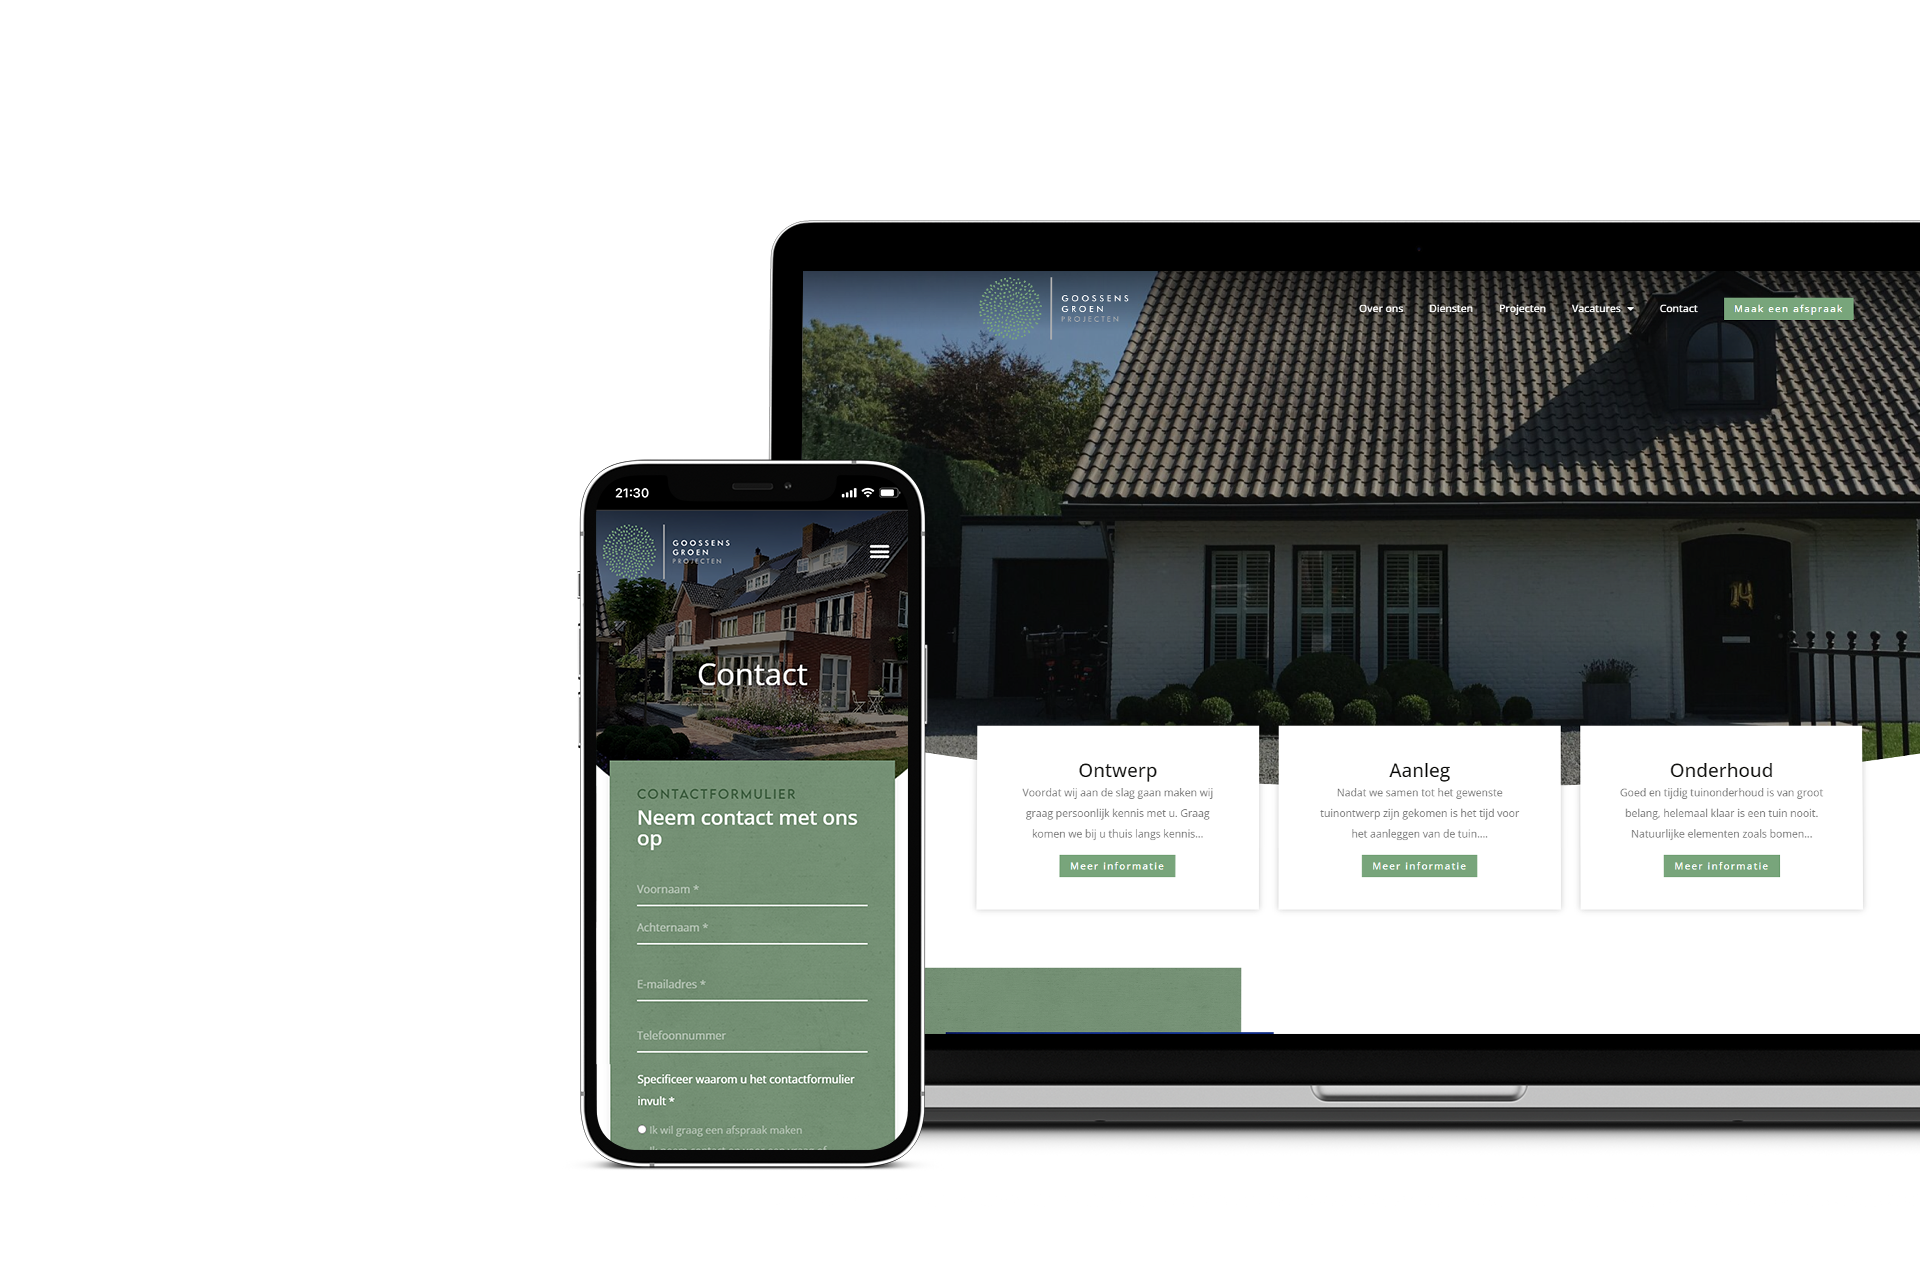 GOOSSENS
GROEN
PROJECTEN
Over ons
Diensten
Projecten
Vacatures
Contact
Maak een afspraak
14
Ontwerp
Voordat wij aan de slag gaan maken wij
graag persoonlijk kennis met u. Graag
komen we bij u thuis langs kennis...
Meer informatie
Aanleg
Nadat we samen tot het gewenste
tuinontwerp zijn gekomen is het tijd voor
het aanleggen van de tuin....
Meer informatie
Onderhoud
Goed en tijdig tuinonderhoud is van groot
belang, helemaal klaar is een tuin nooit.
Natuurlijke elementen zoals bomen...
Meer informatie
21:30
GOOSSENS
GROEN
PROJECTEN
Contact
CONTACTFORMULIER
Neem contact met ons
op
Voornaam *
Achternaam *
E-mailadres *
Telefoonnummer
Specificeer waarom u het contactformulier
invult *
Ik wil graag een afspraak maken